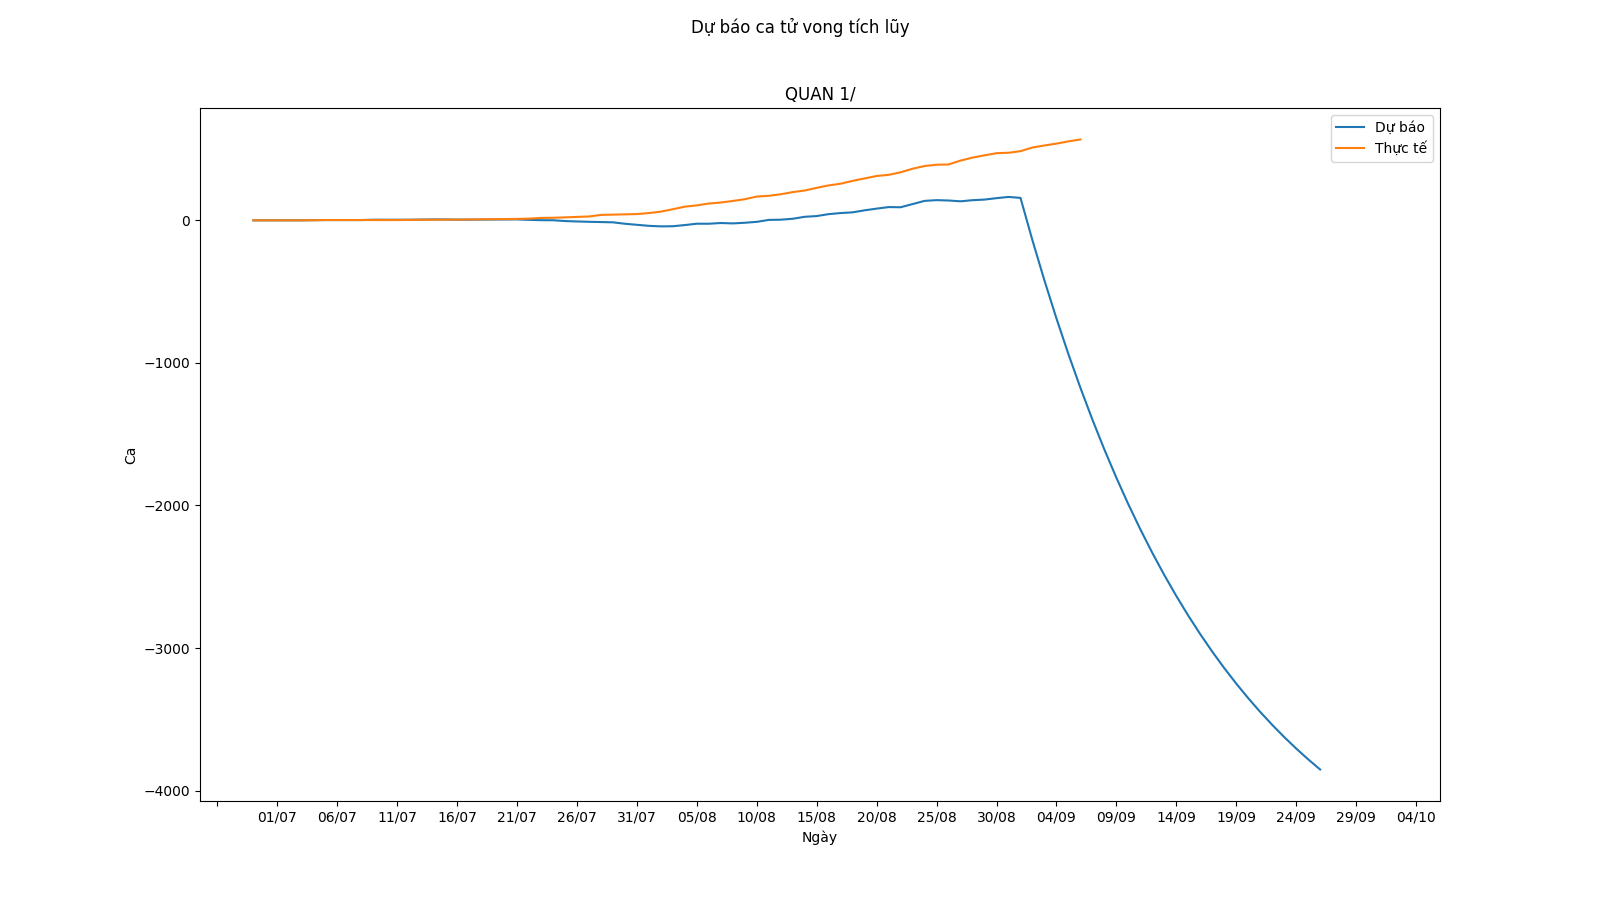 Dự báo ca tử vong tích lũy
QUAN 1/
Dự báo
Thực tế
0
−1000
−2000
−3000
−4000
Ca
01/07 06/07 11/07 16/07 21/07 26/07 31/07 05/08 10/08 15/08 20/08 25/08 30/08 04/09 09/09 14/09 19/09 24/09 29/09 04/10
Ngày